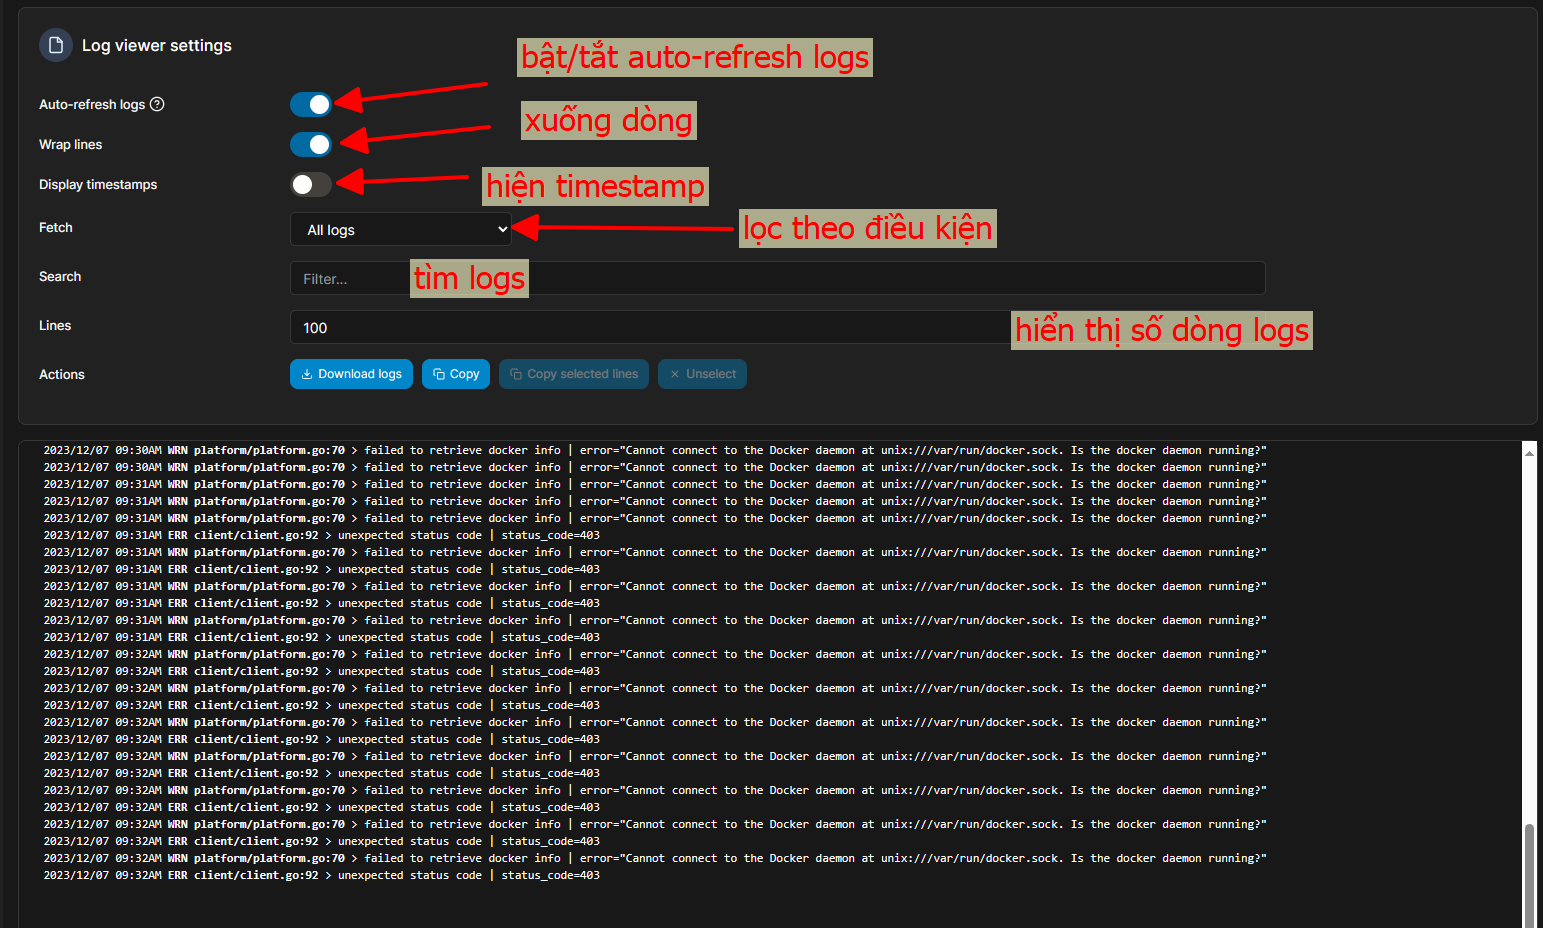 Log viewer settings
bật/tắt auto-refresh logs
Auto-refresh logs
xuống dòng
Wrap lines
Display timestamps
hiện timestamp
Fetch
All logs
lọc theo điều kiện
Search
Filter...
tìm logs
Lines
100
hiển thị số dòng logs
Actions
Download logs
Copy
Copy selected lines
Unselect
2023/12/07 09:30AM WRN platform/platform.go:70 > failed to retrieve docker info | error="Cannot connect to the Docker daemon at unix:///var/run/docker.sock. Is the docker daemon running?"
2023/12/07 09:30AM WRN platform/platform.go:70 > failed to retrieve docker info | error="Cannot connect to the Docker daemon at unix:///var/run/docker.sock. Is the docker daemon running?"
2023/12/07 09:31AM WRN platform/platform.go:70 > failed to retrieve docker info | error="Cannot connect to the Docker daemon at unix:///var/run/docker.sock. Is the docker daemon running?"
2023/12/07 09:31AM WRN platform/platform.go:70 > failed to retrieve docker info | error="Cannot connect to the Docker daemon at unix:///var/run/docker.sock. Is the docker daemon running?"
2023/12/07 09:31AM WRN platform/platform.go:70 > failed to retrieve docker info | error="Cannot connect to the Docker daemon at unix:///var/run/docker.sock. Is the docker daemon running?"
2023/12/07 09:31AM ERR client/client.go:92 > unexpected status code | status_code=403
2023/12/07 09:31AM WRN platform/platform.go:70 > failed to retrieve docker info | error="Cannot connect to the Docker daemon at unix:///var/run/docker.sock. Is the docker daemon running?"
2023/12/07 09:31AM ERR client/client.go:92 > unexpected status code | status_code=403
2023/12/07 09:31AM WRN platform/platform.go:70 > failed to retrieve docker info | error="Cannot connect to the Docker daemon at unix:///var/run/docker.sock. Is the docker daemon running?"
2023/12/07 09:31AM ERR client/client.go:92 > unexpected status code | status_code=403
2023/12/07 09:31AM WRN platform/platform.go:70 > failed to retrieve docker info | error="Cannot connect to the Docker daemon at unix:///var/run/docker.sock. Is the docker daemon running?"
2023/12/07 09:31AM ERR client/client.go:92 > unexpected status code | status_code=403
2023/12/07 09:32AM WRN platform/platform.go:70 > failed to retrieve docker info | error="Cannot connect to the Docker daemon at unix:///var/run/docker.sock. Is the docker daemon running?"
2023/12/07 09:32AM ERR client/client.go:92 > unexpected status code | status_code=403
2023/12/07 09:32AM WRN platform/platform.go:70 > failed to retrieve docker info | error="Cannot connect to the Docker daemon at unix:///var/run/docker.sock. Is the docker daemon running?"
2023/12/07 09:32AM ERR client/client.go:92 > unexpected status code | status_code=403
2023/12/07 09:32AM WRN platform/platform.go:70 > failed to retrieve docker info | error="Cannot connect to the Docker daemon at unix:///var/run/docker.sock. Is the docker daemon running?"
2023/12/07 09:32AM ERR client/client.go:92 > unexpected status code | status_code=403
2023/12/07 09:32AM WRN platform/platform.go:70 > failed to retrieve docker info | error="Cannot connect to the Docker daemon at unix:///var/run/docker.sock. Is the docker daemon running?"
2023/12/07 09:32AM ERR client/client.go:92 > unexpected status code | status_code=403
2023/12/07 09:32AM WRN platform/platform.go:70 > failed to retrieve docker info | error="Cannot connect to the Docker daemon at unix:///var/run/docker.sock. Is the docker daemon running?"
2023/12/07 09:32AM ERR client/client.go:92 > unexpected status code | status_code=403
2023/12/07 09:32AM WRN platform/platform.go:70 > failed to retrieve docker info | error="Cannot connect to the Docker daemon at unix:///var/run/docker.sock. Is the docker daemon running?"
2023/12/07 09:32AM ERR client/client.go:92 > unexpected status code | status_code=403
2023/12/07 09:32AM WRN platform/platform.go:70 > failed to retrieve docker info | error="Cannot connect to the Docker daemon at unix:///var/run/docker.sock. Is the docker daemon running?"
2023/12/07 09:32AM ERR client/client.go:92 > unexpected status code | status_code=403